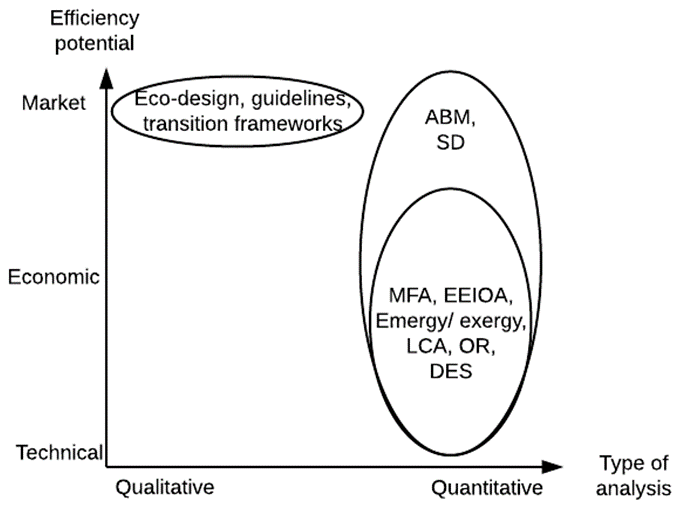 Efficiency
potential
Market
Eco-design, guidelines,
transition frameworks
ABM,
SD
Economic
MFA, EEIOA,
Emergy/ exergy,
LCA, OR,
DES
Technical
Qualitative
Quantitative
Type of
analysis